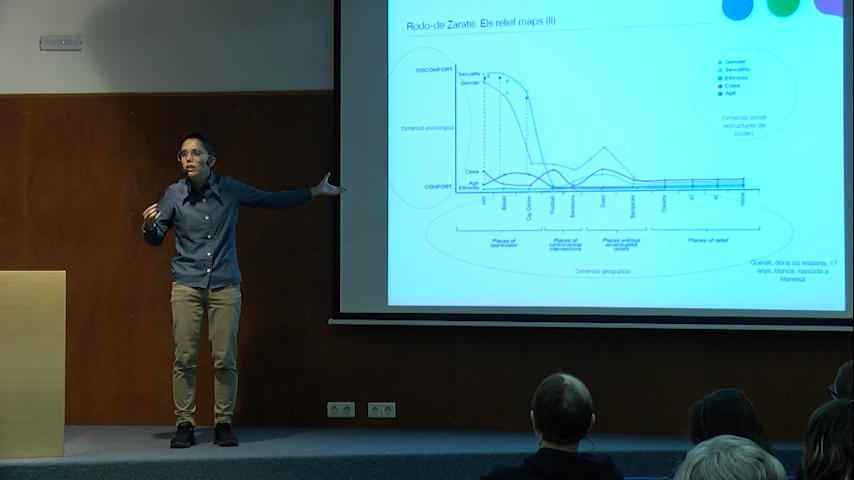 Rodo-de Zarate. Els relief maps (II)
DISCOMFORT
Sexuality
Gender
Dimensió psicològica
Class
Age
COMFORT
Ethnicity
Street
City Centre
Football
Barcelona
Disco
Santpedor
Theatre
Home
Gender
Sexuality
Ethnicity
Class
Age
Dimensió social
(estructures de
poder)
Places of
oppression
Places of
controversial
intersections
Places without
accentuated
reliefs
Places of relief
Dimensió geogràfica
Queralt, dona cis lesbiana, 17
anys, blanca, nascuda a
Manresa